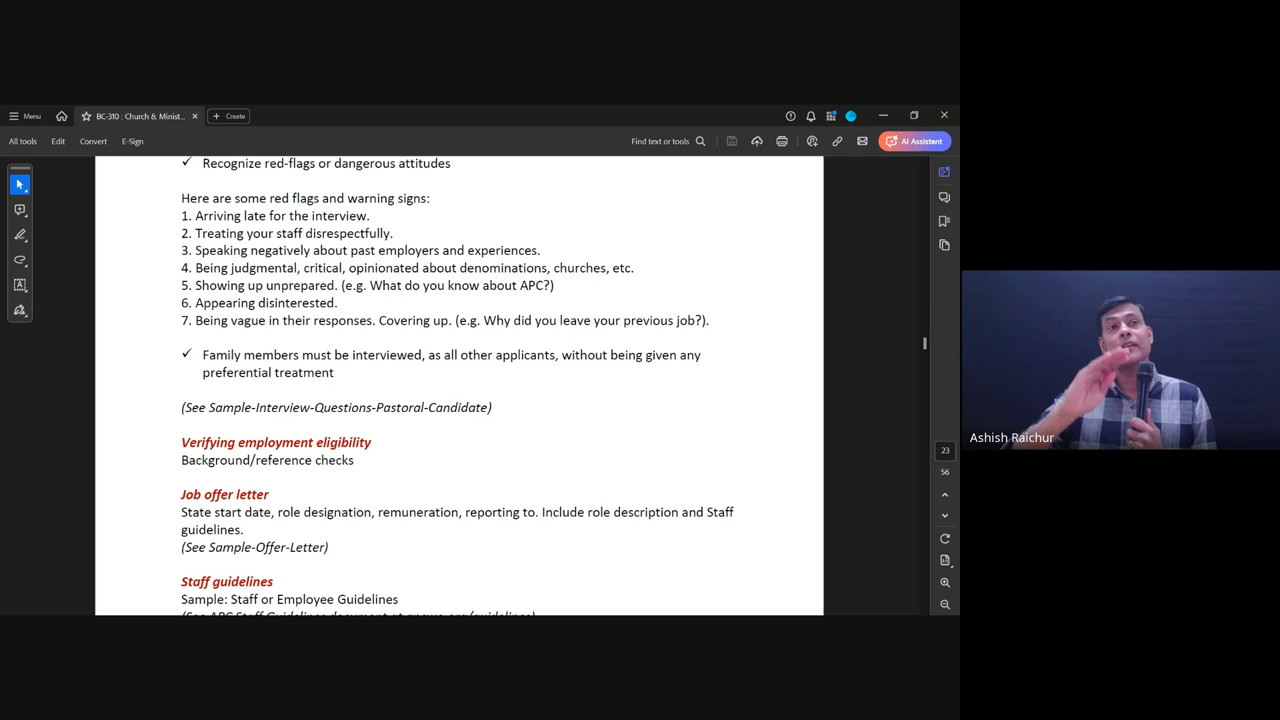 Menu
BC-310 : Church & Minist...
Create
All tools
Edit
Convert
E-Sign
Find text or tools
AI Assistant
✓ Recognize red-flags or dangerous attitudes
Here are some red flags and warning signs:
1. Arriving late for the interview.
2. Treating your staff disrespectfully.
3. Speaking negatively about past employers and experiences.
4. Being judgmental, critical, opinionated about denominations, churches, etc.
5. Showing up unprepared. (e.g. What do you know about APC?)
6. Appearing disinterested.
7. Being vague in their responses. Covering up. (e.g. Why did you leave your previous job?).
✓ Family members must be interviewed, as all other applicants, without being given any
preferential treatment
(See Sample-Interview-Questions-Pastoral-Candidate)
Verifying employment eligibility
Background/reference checks
Job offer letter
State start date, role designation, remuneration, reporting to. Include role description and Staff
guidelines.
(See Sample-Offer-Letter)
Staff guidelines
Sample: Staff or Employee Guidelines
23
56
Ashish Raichur